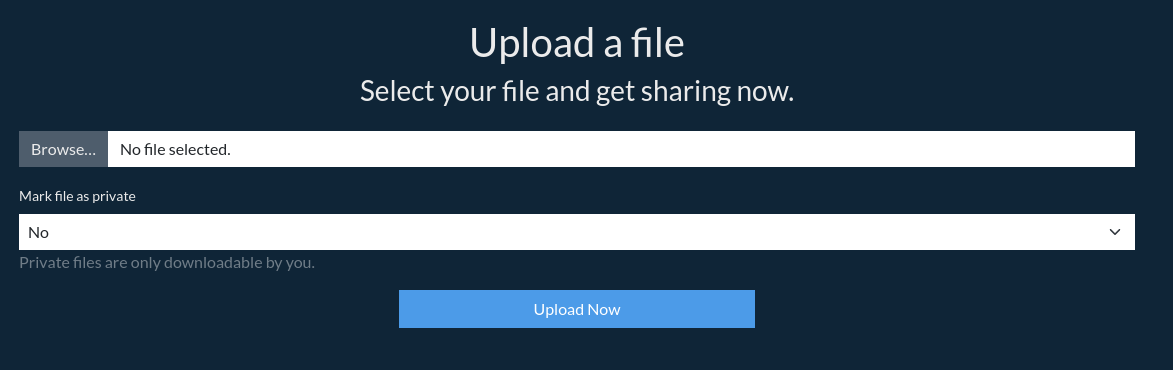 Upload a file
Select your file and get sharing now.
Browse... No file selected.
Mark file as private
No
Private files are only downloadable by you.
Upload Now